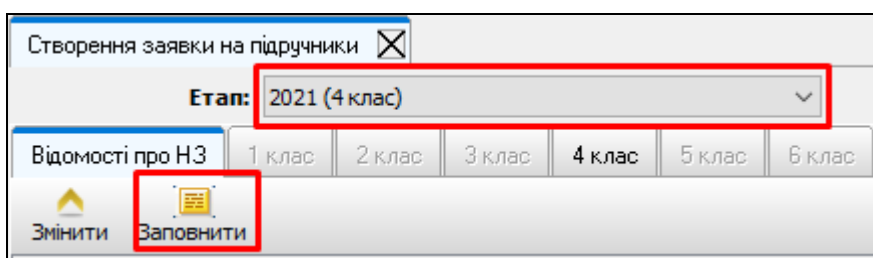 Створення заявки на підручники
Етап: 2021 (4 клас)
Відомості про НЗ 1 клас 2 клас 3 клас 4 клас 5 клас 6 клас
Змінити Заповнити